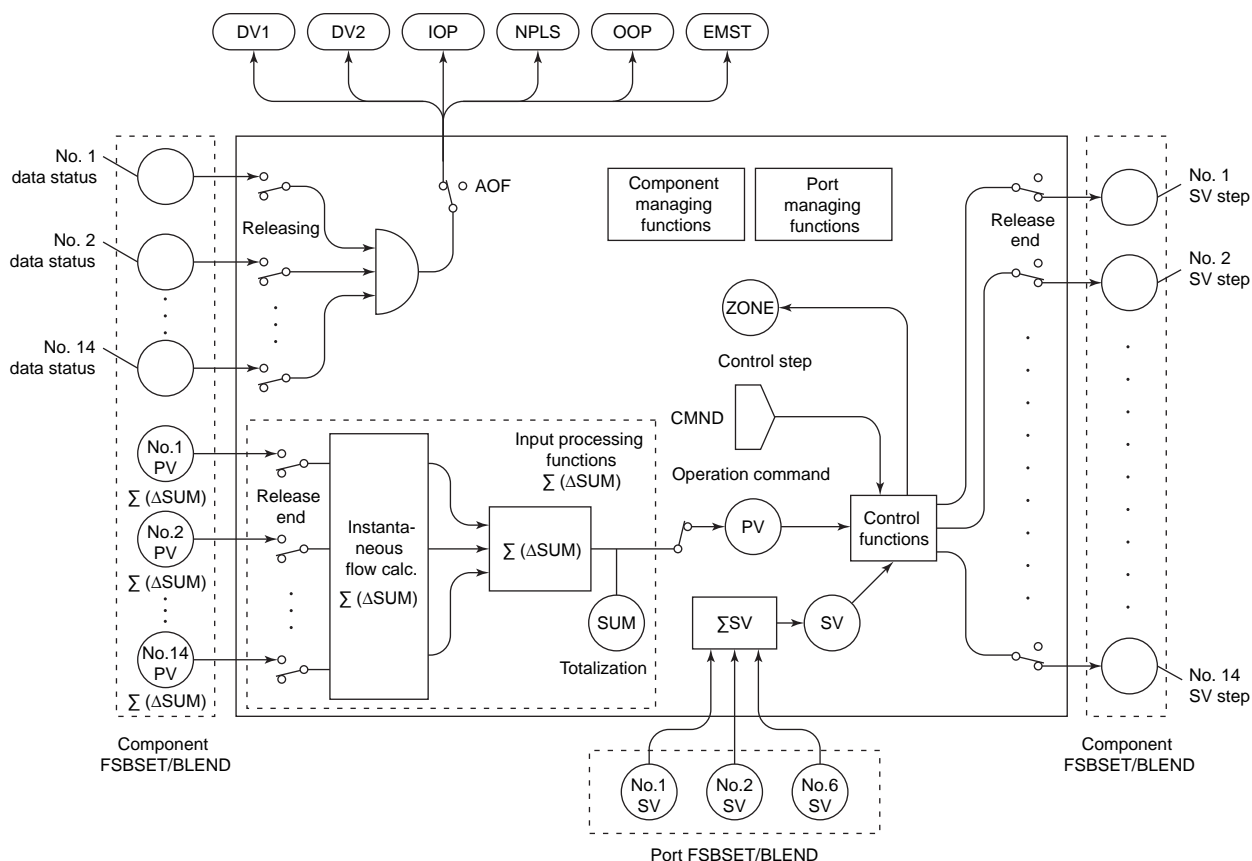 DV1
DV2
IOP
NPLS
OOP
EMST
No. 1
data status
No. 2
data status
No. 14
data status
Releasing
AOF
Component
managing
functions
Port
managing
functions
Release
end
No. 1
SV step
No. 2
SV step
No. 14
SV step
ZONE
Control step
CMND
Operation command
No.1
PV
∑ (∆SUM)
No.2
PV
∑ (∆SUM)
No.14
PV
∑ (∆SUM)
Release
end
Instanta-
neous
flow calc.
∑ (∆SUM)
Input processing
functions
∑ (∆SUM)
∑ (∆SUM)
SUM
Totalization
PV
Control
functions
∑SV
SV
Component
FSBSET/BLEND
Component
FSBSET/BLEND
No.1
SV
No.2
SV
No.6
SV
Port FSBSET/BLEND